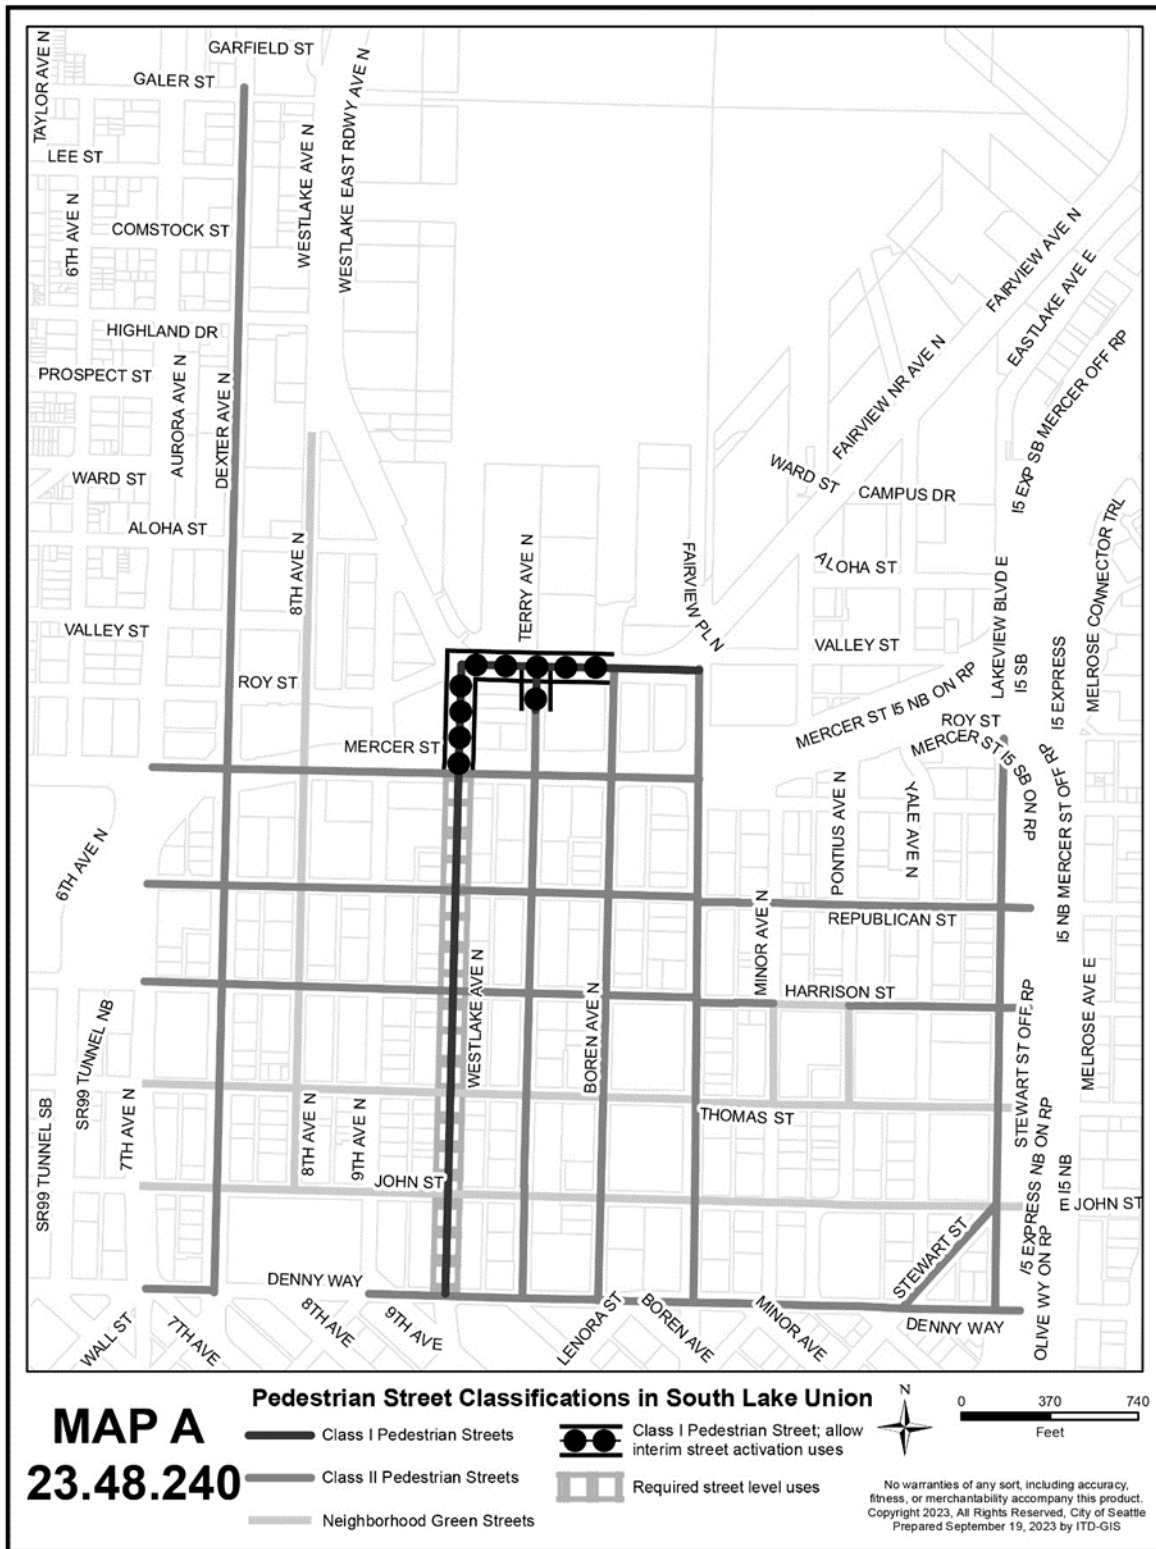 GARFIELD ST
GALER ST
TAYLOR AVE N
LEE ST
6TH AVE N
COMSTOCK ST
WESTLAKE AVE N
WESTLAKE EAST RDWY AVE N
HIGHLAND DR
PROSPECT ST
AURORA AVE N
DEXTER AVE N
FAIRVIEW AVE N
EASTLAKE AVE E
FAIRVIEW NR AVE N
I5 EXP SB MERCER OFF RP
WARD ST
WARD ST
CAMPUS DR
ALOHA ST
8TH AVE N
TERRY AVE N
FAIRVIEW PL N
ALOHA ST
LAKEVIEW BLVD E
MELROSE CONNECTOR TRL
VALLEY ST
VALLEY ST
I5 SB
I5 EXPRESS
ROY ST
MERCER ST I5 NB ON RP
ROY ST
MERCER ST
MERCER ST I5 SB ON RP
I5 NB MERCER ST OFF RP
PONTIUS AVE N
YALE AVE N
6TH AVE N
MINOR AVE N
REPUBLICAN ST
WESTLAKE AVE N
BOREN AVE N
HARRISON ST
SR99 TUNNEL NB
STEWART ST OFF RP
MELROSE AVE E
SR99 TUNNEL SB
7TH AVE N
8TH AVE N
9TH AVE N
THOMAS ST
JOHN ST
I5 EXPRESS NB ON RP
I5 NB
E JOHN ST
STEWART ST
DENNY WAY
OLIVE WY ON RP
WALL ST
7TH AVE
8TH AVE
9TH AVE
LENORA ST
BOREN AVE
MINOR AVE
DENNY WAY
Pedestrian Street Classifications in South Lake Union
MAP A
23.48.240
Class I Pedestrian Streets
Class II Pedestrian Streets
Neighborhood Green Streets
Class I Pedestrian Street; allow
interim street activation uses
Required street level uses
N
0 370 740
Feet
No warranties of any sort, including accuracy,
fitness, or merchantability accompany this product.
Copyright 2023, All Rights Reserved, City of Seattle
Prepared September 19, 2023 by ITD-GIS